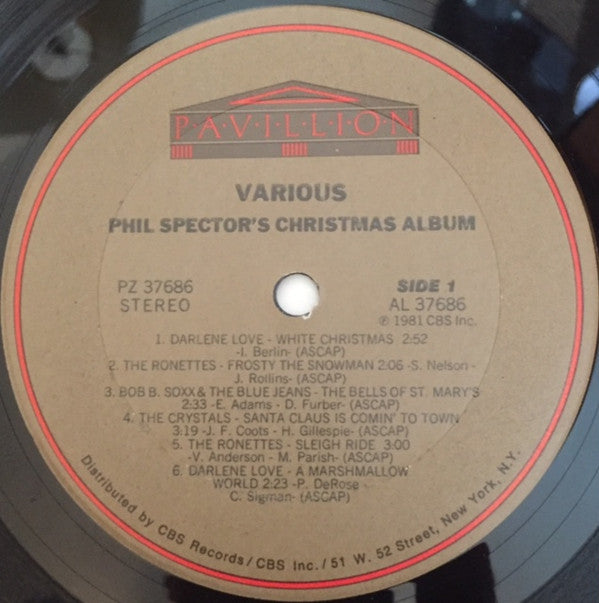 P·A·V·I·L·L·I·O·N
VARIOUS
PHIL SPECTOR'S CHRISTMAS ALBUM
PZ 37686
STEREO
SIDE 1
AL 37686
℗ 1981 CBS Inc.
1. DARLENE LOVE - WHITE CHRISTMAS 2:52
-I. Berlin- (ASCAP)
2. THE RONETTES - FROSTY THE SNOWMAN 2:06 -S. Nelson -
J. Rollins- (ASCAP)
3. BOB B. SOXX & THE BLUE JEANS - THE BELLS OF ST. MARY'S
2:33 -E. Adams - D. Furber- (ASCAP)
4. THE CRYSTALS - SANTA CLAUS IS COMIN' TO TOWN
3:19 -J. F. Coots - H. Gillespie- (ASCAP)
5. THE RONETTES - SLEIGH RIDE 3:00
-V. Anderson - M. Parish- (ASCAP)
6. DARLENE LOVE - A MARSHMALLOW
WORLD 2:23 -P. DeRose -
C. Sigman- (ASCAP)
Distributed by CBS Records/CBS Inc./51 W. 52 Street, New York, N.Y.